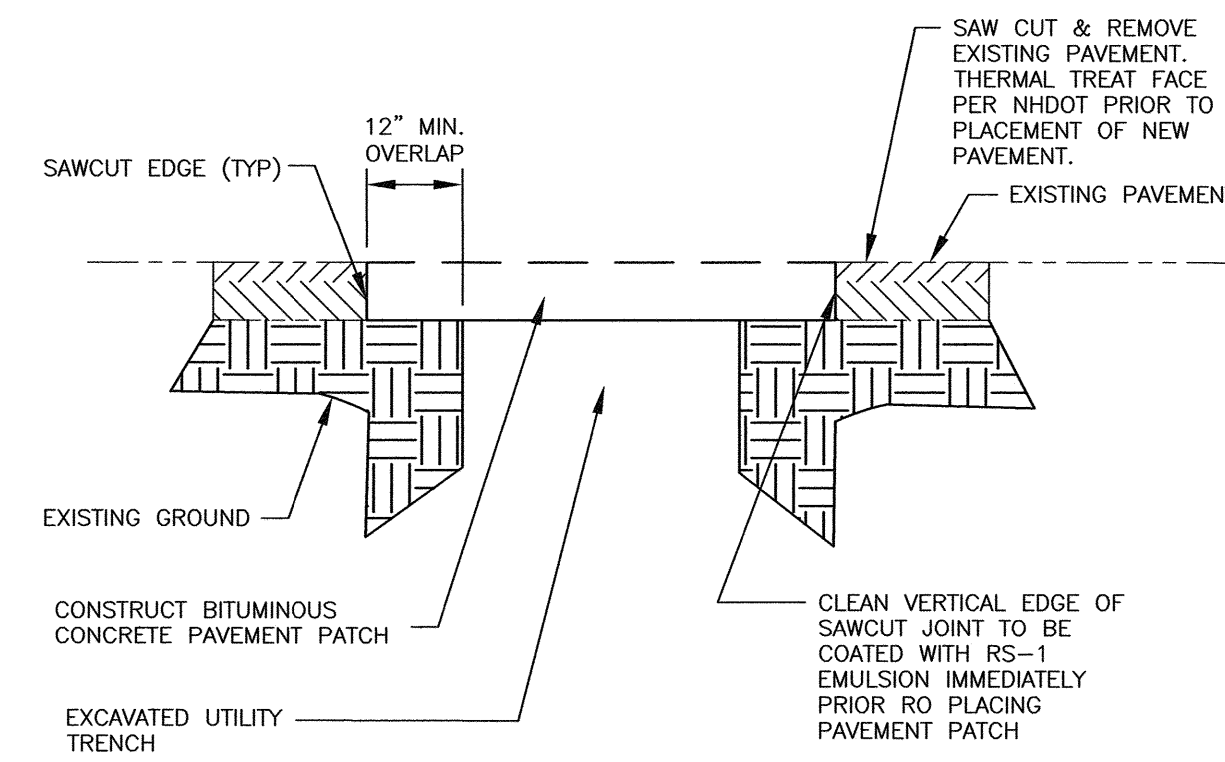 SAW CUT & REMOVE
EXISTING PAVEMENT.
THERMAL TREAT FACE
PER NHDOT PRIOR TO
PLACEMENT OF NEW
PAVEMENT.
12" MIN.
OVERLAP
SAWCUT EDGE (TYP)
EXISTING PAVEMEN
EXISTING GROUND
CONSTRUCT BITUMINOUS
CONCRETE PAVEMENT PATCH
CLEAN VERTICAL EDGE OF
SAWCUT JOINT TO BE
COATED WITH RS-1
EMULSION IMMEDIATELY
PRIOR RO PLACING
PAVEMENT PATCH
EXCAVATED UTILITY
TRENCH